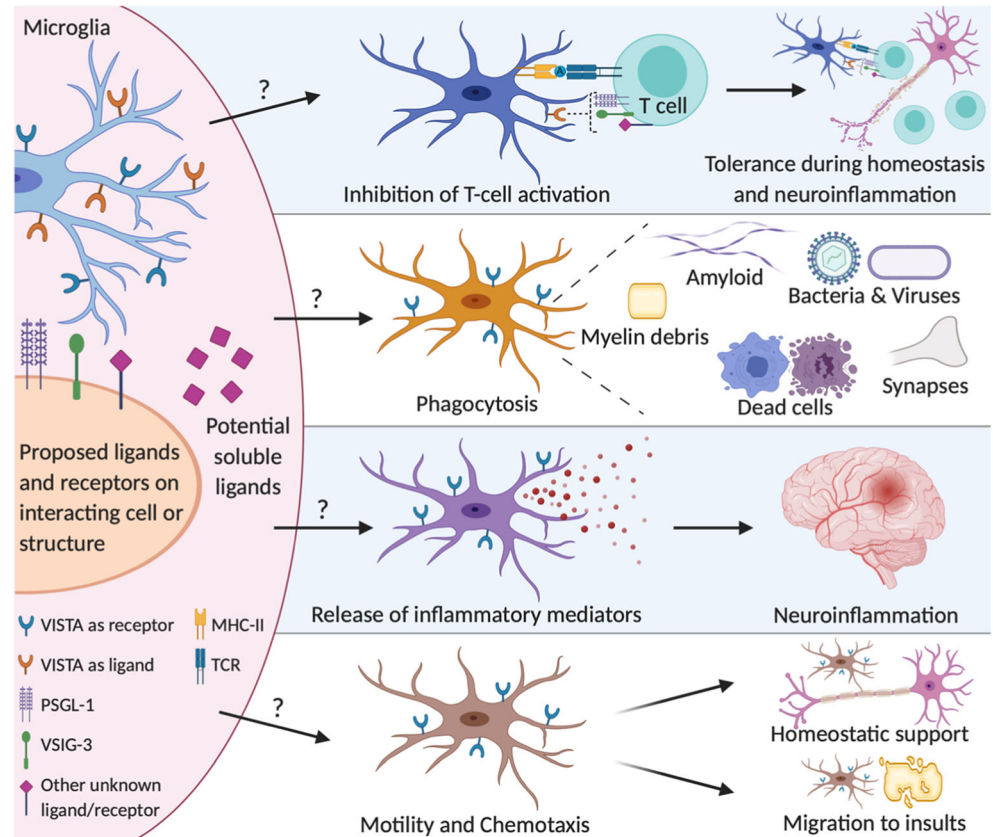 Microglia
?
A
T cell
Inhibition of T-cell activation
Tolerance during homeostasis
and neuroinflammation
?
Amyloid
Bacteria & Viruses
Myelin debris
Synapses
Dead cells
Phagocytosis
Potential
soluble
ligands
Proposed ligands
and receptors on
interacting cell or
structure
?
Release of inflammatory mediators
Neuroinflammation
VISTA as receptor
MHC-II
VISTA as ligand
TCR
PSGL-1
VSIG-3
Other unknown
ligand/receptor
?
Homeostatic support
Motility and Chemotaxis
Migration to insults